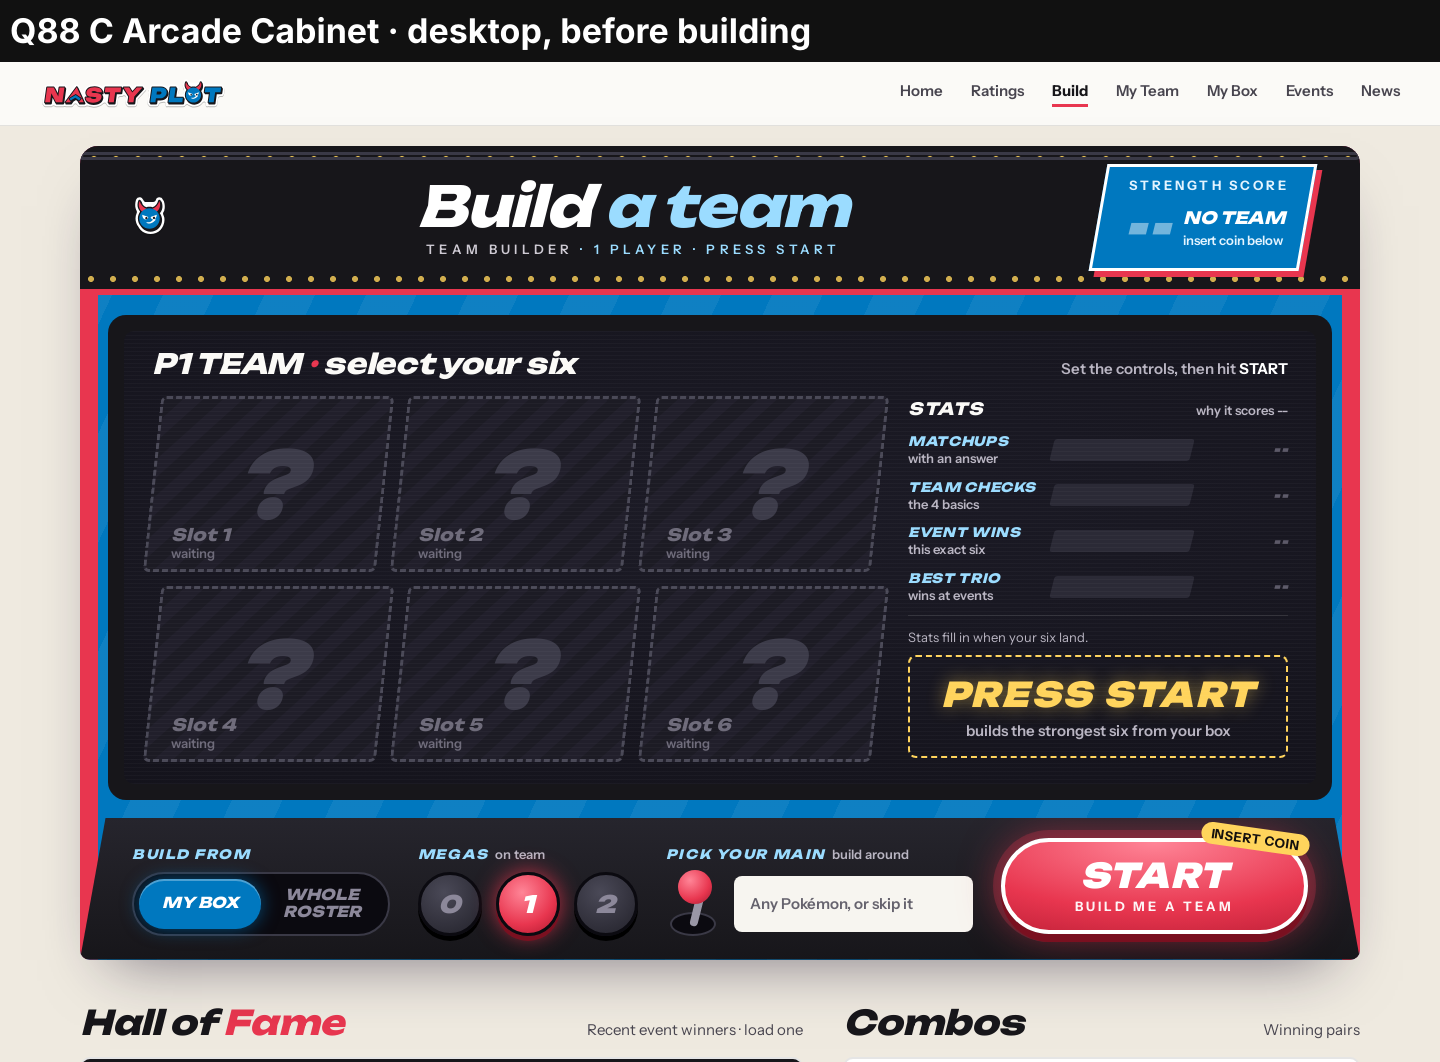 Q88 C Arcade Cabinet · desktop, before building
NASTY PLOT
Home Ratings Build My Team My Box Events News
Build a team
TEAM BUILDER · 1 PLAYER · PRESS START
STRENGTH SCORE
-- NO TEAM
insert coin below
P1 TEAM · select your six
Set the controls, then hit START
Slot 1
waiting
Slot 2
waiting
Slot 3
waiting
Slot 4
waiting
Slot 5
waiting
Slot 6
waiting
?
?
?
?
?
?
STATS
why it scores --
MATCHUPS
with an answer
--
TEAM CHECKS
the 4 basics
--
EVENT WINS
this exact six
--
BEST TRIO
wins at events
--
Stats fill in when your six land.
PRESS START
builds the strongest six from your box
BUILD FROM
MY BOX
WHOLE
ROSTER
MEGAS on team
0 1 2
PICK YOUR MAIN build around
Any Pokémon, or skip it
INSERT COIN
START
BUILD ME A TEAM
Hall of Fame
Recent event winners · load one
Combos
Winning pairs